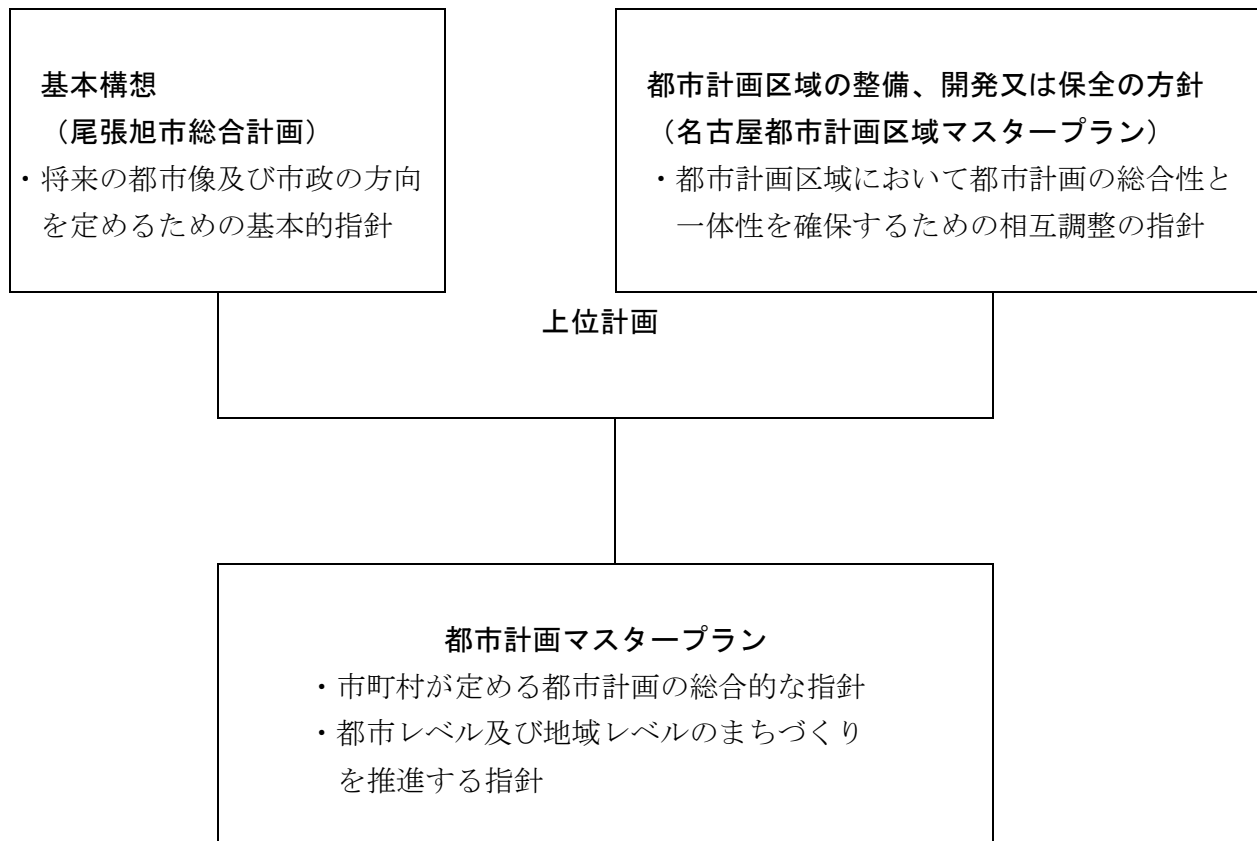 基本構想
（尾張旭市総合計画）
・将来の都市像及び市政の方向
を定めるための基本的指針
都市計画区域の整備、開発又は保全の方針
（名古屋都市計画区域マスタープラン）
・都市計画区域において都市計画の総合性と
一体性を確保するための相互調整の指針
上位計画
都市計画マスタープラン
・市町村が定める都市計画の総合的な指針
・都市レベル及び地域レベルのまちづくり
を推進する指針